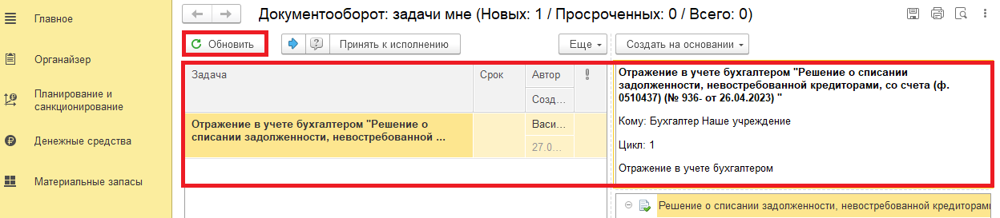 Главное
Органайзер
Планирование и
санкционирование
Денежные средства
Материальные запасы
Документооборот: задачи мне (Новых: 1 / Просроченных: 0 / Всего: 0)
Обновить
Принять к исполнению
Еще
Создать на основании
Задача
Срок
Автор
Созд...
Отражение в учете бухгалтером "Решение о
списании задолженности, невостребованной ...
Васи...
27.0...
Отражение в учете бухгалтером "Решение о списании
задолженности, невостребованной кредиторами, со счета (ф.
0510437) (№ 936- от 26.04.2023) "
Кому: Бухгалтер Наше учреждение
Цикл: 1
Отражение в учете бухгалтером
Решение о списании задолженности, невостребованной кредиторами